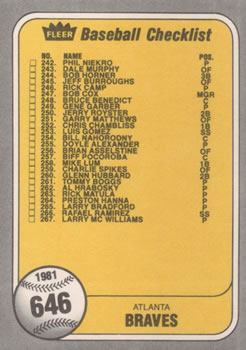 FLEER Baseball Checklist
NO. NAME POS.
242. PHIL NIEKRO P
243. DALE MURPHY OF
244. BOB HORNER 3B
245. JEFF BURROUGHS OF
246. RICK CAMP P
247. BOB COX MGR
248. BRUCE BENEDICT C
249. GENE GARBER P
250. JERRY ROYSTER 2B
251. GARRY MATTHEWS OF
252. CHRIS CHAMBLISS 1B
253. LUIS GOMEZ SS
254. BILL NAHORODNY C
255. DOYLE ALEXANDER P
256. BRIAN ASSELSTINE OF
257. BIFF POCOROBA C
258. MIKE LUM OF
259. CHARLIE SPIKES OF
260. GLENN HUBBARD 2B
261. TOMMY BOGGS P
262. AL HRABOSKY P
263. RICK MATULA P
264. PRESTON HANNA P
265. LARRY BRADFORD P
266. RAFAEL RAMIREZ SS
267. LARRY MC WILLIAMS P
1981
646
ATLANTA
BRAVES